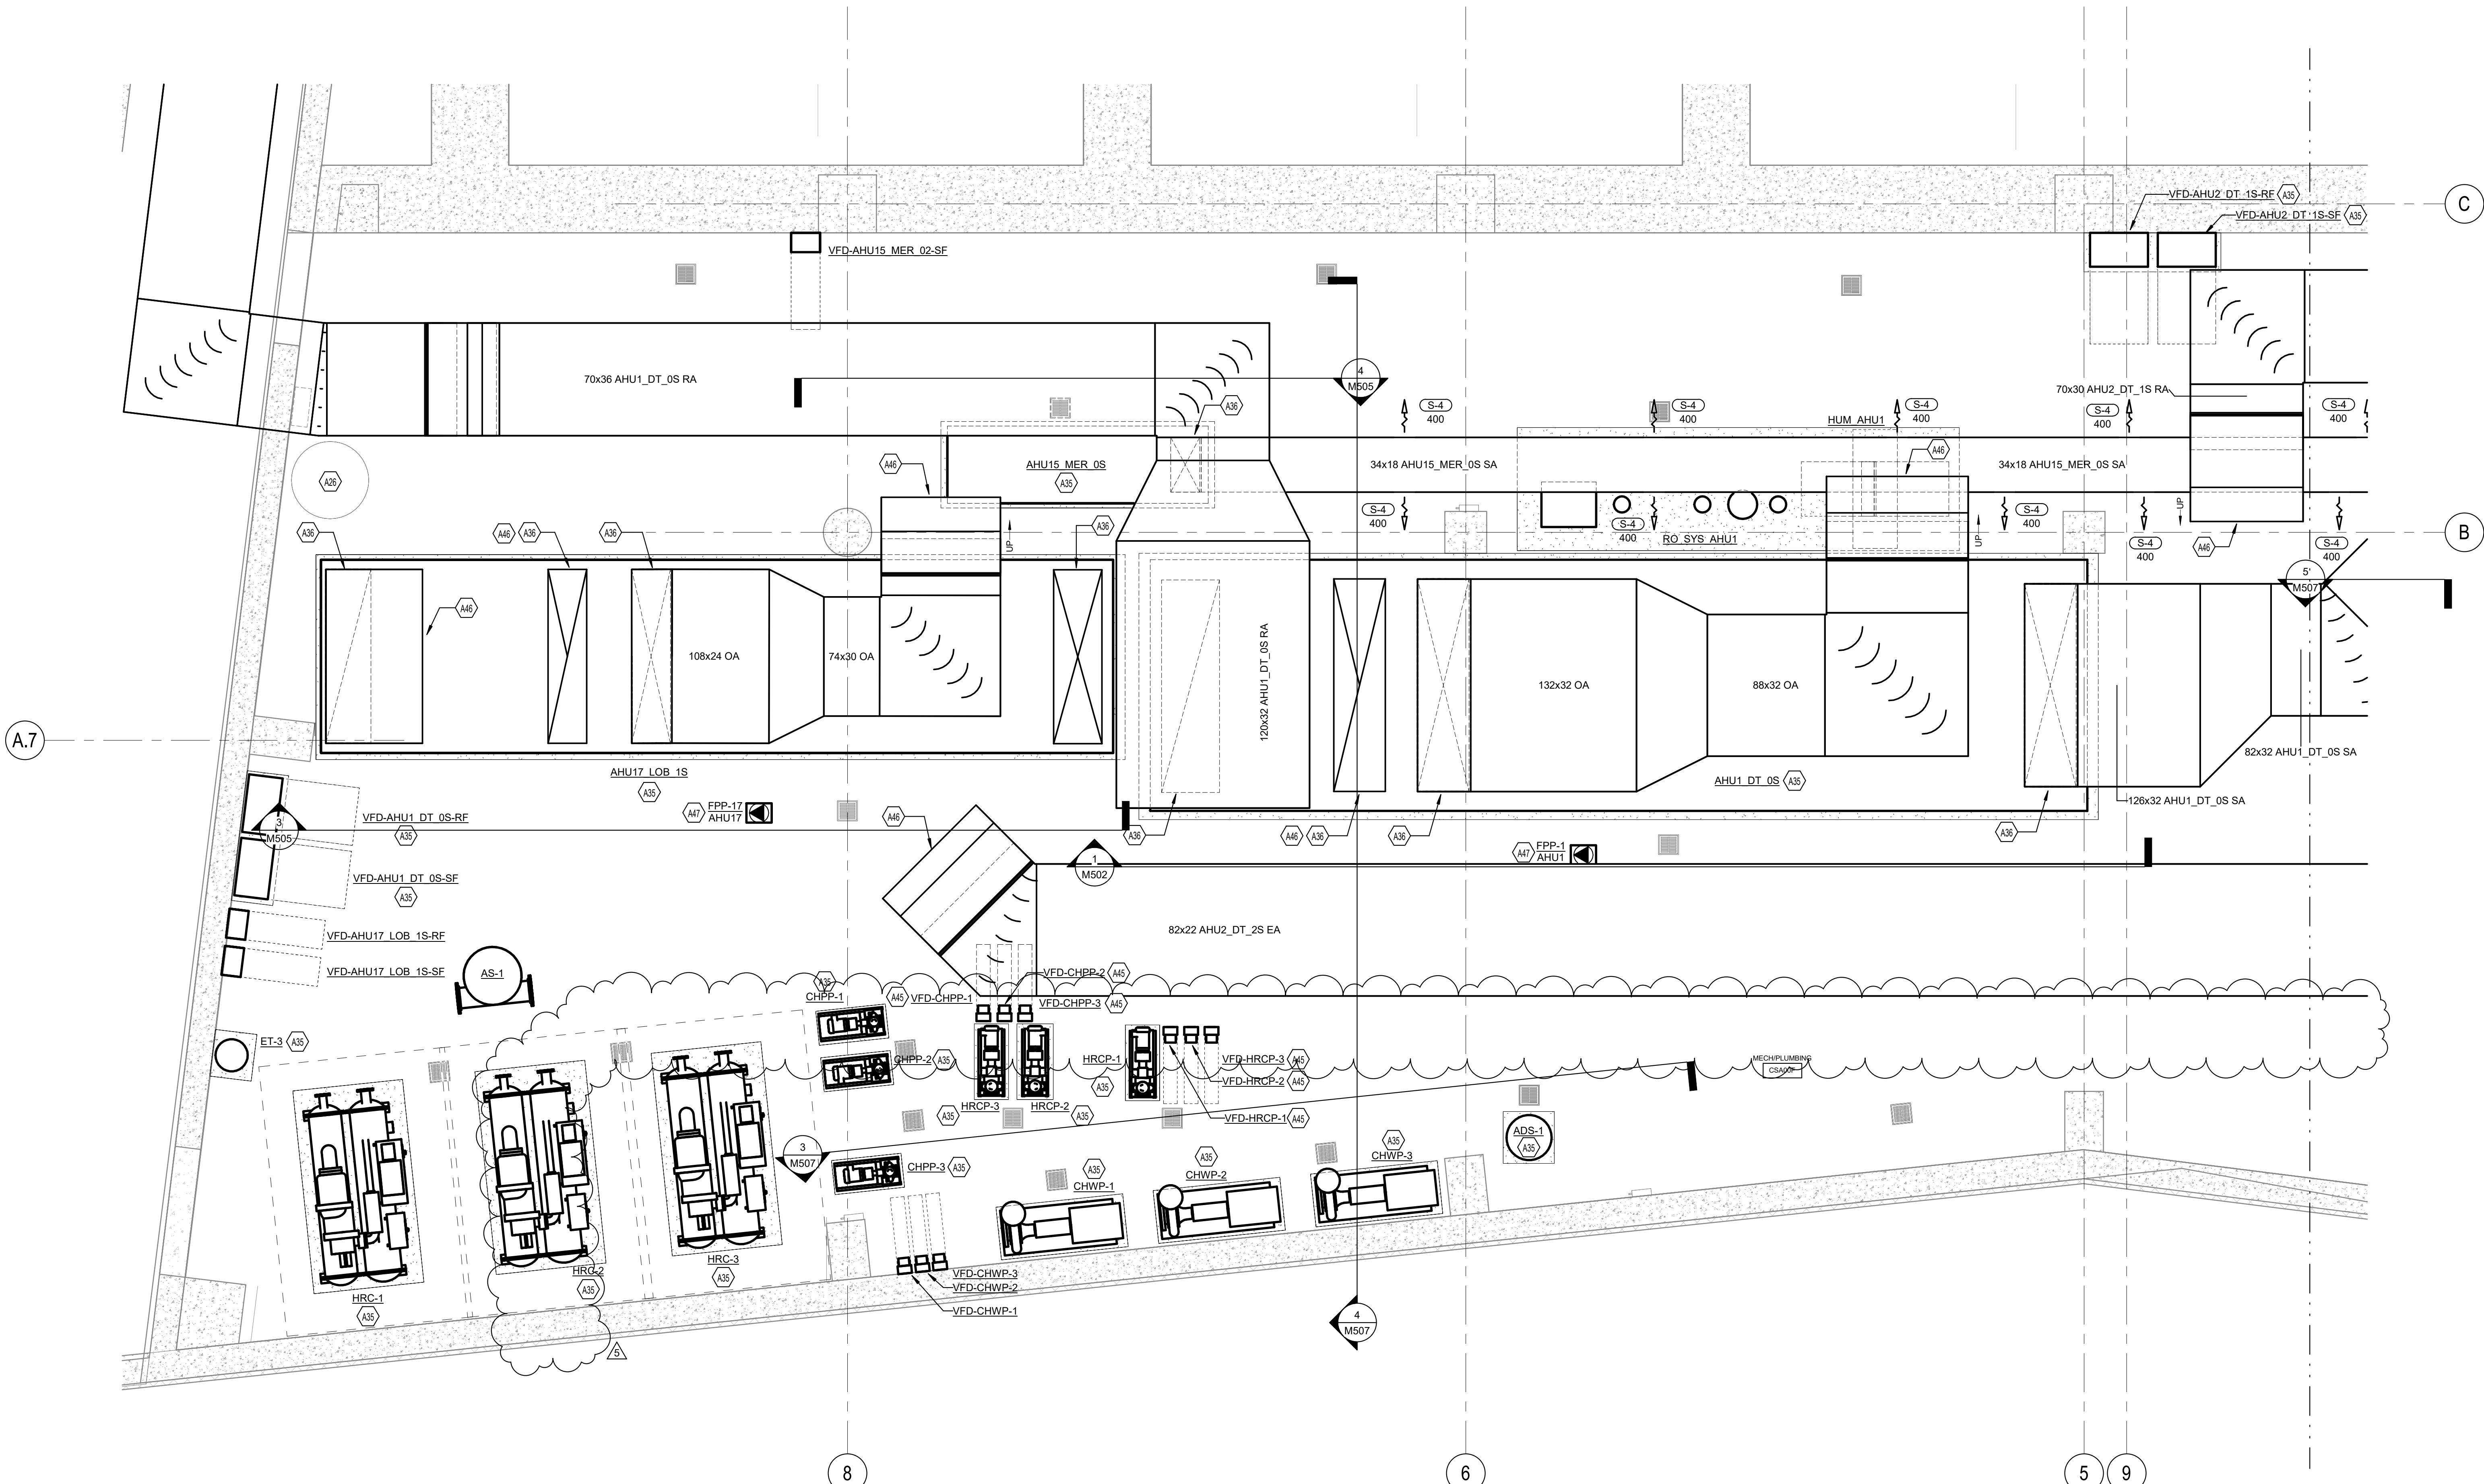 VFD-AHU2_DT_1S-RF
A35
VFD-AHU2_DT_1S-SF
A35
C
VFD-AHU15_MER_02-SF
70x36 AHU1_DT_0S RA
4
M505
A36
S-4
400
S-4
400
HUM_AHU1
S-4
400
70x30 AHU2_DT_1S RA
S-4
400
S-4
400
A26
A46
AHU15_MER_0S
A35
34x18 AHU15_MER_0S SA
A46
34x18 AHU15_MER_0S SA
A36
A46
A36
A36
UP
A36
S-4
400
S-4
400
RO_SYS_AHU1
UP
S-4
400
UP
S-4
400
A46
S-4
400
B
5
M507
A46
108x24 OA
74x30 OA
120x32 AHU1_DT_0S RA
132x32 OA
88x32 OA
A.7
82x32 AHU1_DT_0S SA
AHU17_LOB_1S
A35
AHU1_DT_0S
A35
126x32 AHU1_DT_0S SA
A47
FPP-17
AHU17
3
M505
VFD-AHU1_DT_0S-RF
A35
A46
A36
A46
A36
A36
A36
A47
FPP-1
AHU1
1
M502
VFD-AHU1_DT_0S-SF
A35
VFD-AHU17_LOB_1S-RF
82x22 AHU2_DT_2S EA
VFD-AHU17_LOB_1S-SF
AS-1
A35
CHPP-1
A45
VFD-CHPP-1
VFD-CHPP-2
A45
VFD-CHPP-3
A45
ET-3
A35
CHPP-2
A35
HRCP-1
A35
VFD-HRCP-3
A45
VFD-HRCP-2
A45
VFD-HRCP-1
A45
MECH/PLUMBING
CSA00F
A35
HRCP-3
HRCP-2
A35
3
M507
CHPP-3
A35
A35
CHWP-1
A35
CHWP-2
A35
CHWP-3
ADS-1
A35
HRC-1
A35
HRC-2
A35
HRC-3
A35
VFD-CHWP-3
VFD-CHWP-2
VFD-CHWP-1
4
M507
5
8
6
5
9